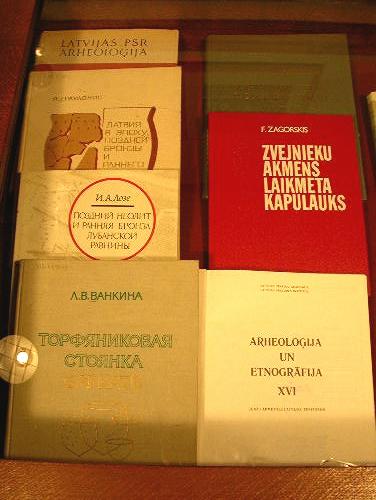 LATVIJAS PSR
ARHEOLOĢIJA
ЛАТВИЯ
В ЭПОХУ
ПОЗДНЕЙ
БРОНЗЫ
И
РАННЕГО
И.А.Лозе
ПОЗДНИЙ НЕОЛИТ
И РАННЯЯ БРОНЗА
ЛУБАНСКОЙ
РАВНИНЫ
Л.В.ВАНКИНА
ТОРФЯНИКОВАЯ
СТОЯНКА
F. ZAGORSKIS
ZVEJNIEKU
AKMENS
LAIKMETA
KAPULAUKS
ARHEOLOĢIJA
UN
ETNOGRĀFIJA
XVI